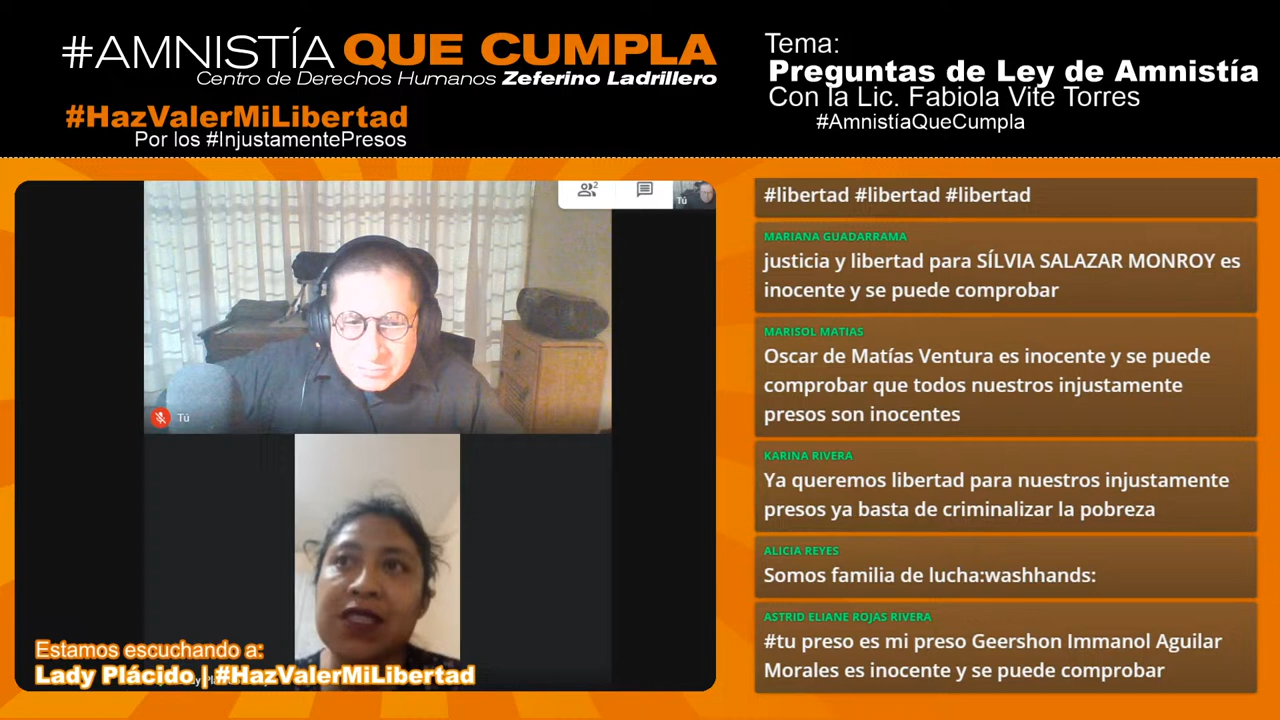 #AMNISTÍA QUE CUMPLA
Centro de Derechos Humanos Zeferino Ladrillero
#HazValerMiLibertad
Por los #InjustamentePresos
Tema:
Preguntas de Ley de Amnistía
Con la Lic. Fabiola Vite Torres
#AmnistíaQueCumpla
2
Tú
Tú
Estamos escuchando a:
Lady Plácido | #HazValerMiLibertad
#libertad #libertad #libertad
MARIANA GUADARRAMA
justicia y libertad para SÍLVIA SALAZAR MONROY es
inocente y se puede comprobar
MARISOL MATIAS
Oscar de Matías Ventura es inocente y se puede
comprobar que todos nuestros injustamente
presos son inocentes
KARINA RIVERA
Ya queremos libertad para nuestros injustamente
presos ya basta de criminalizar la pobreza
ALICIA REYES
Somos familia de lucha:washhands:
ASTRID ELIANE ROJAS RIVERA
#tu preso es mi preso Geershon Immanol Aguilar
Morales es inocente y se puede comprobar